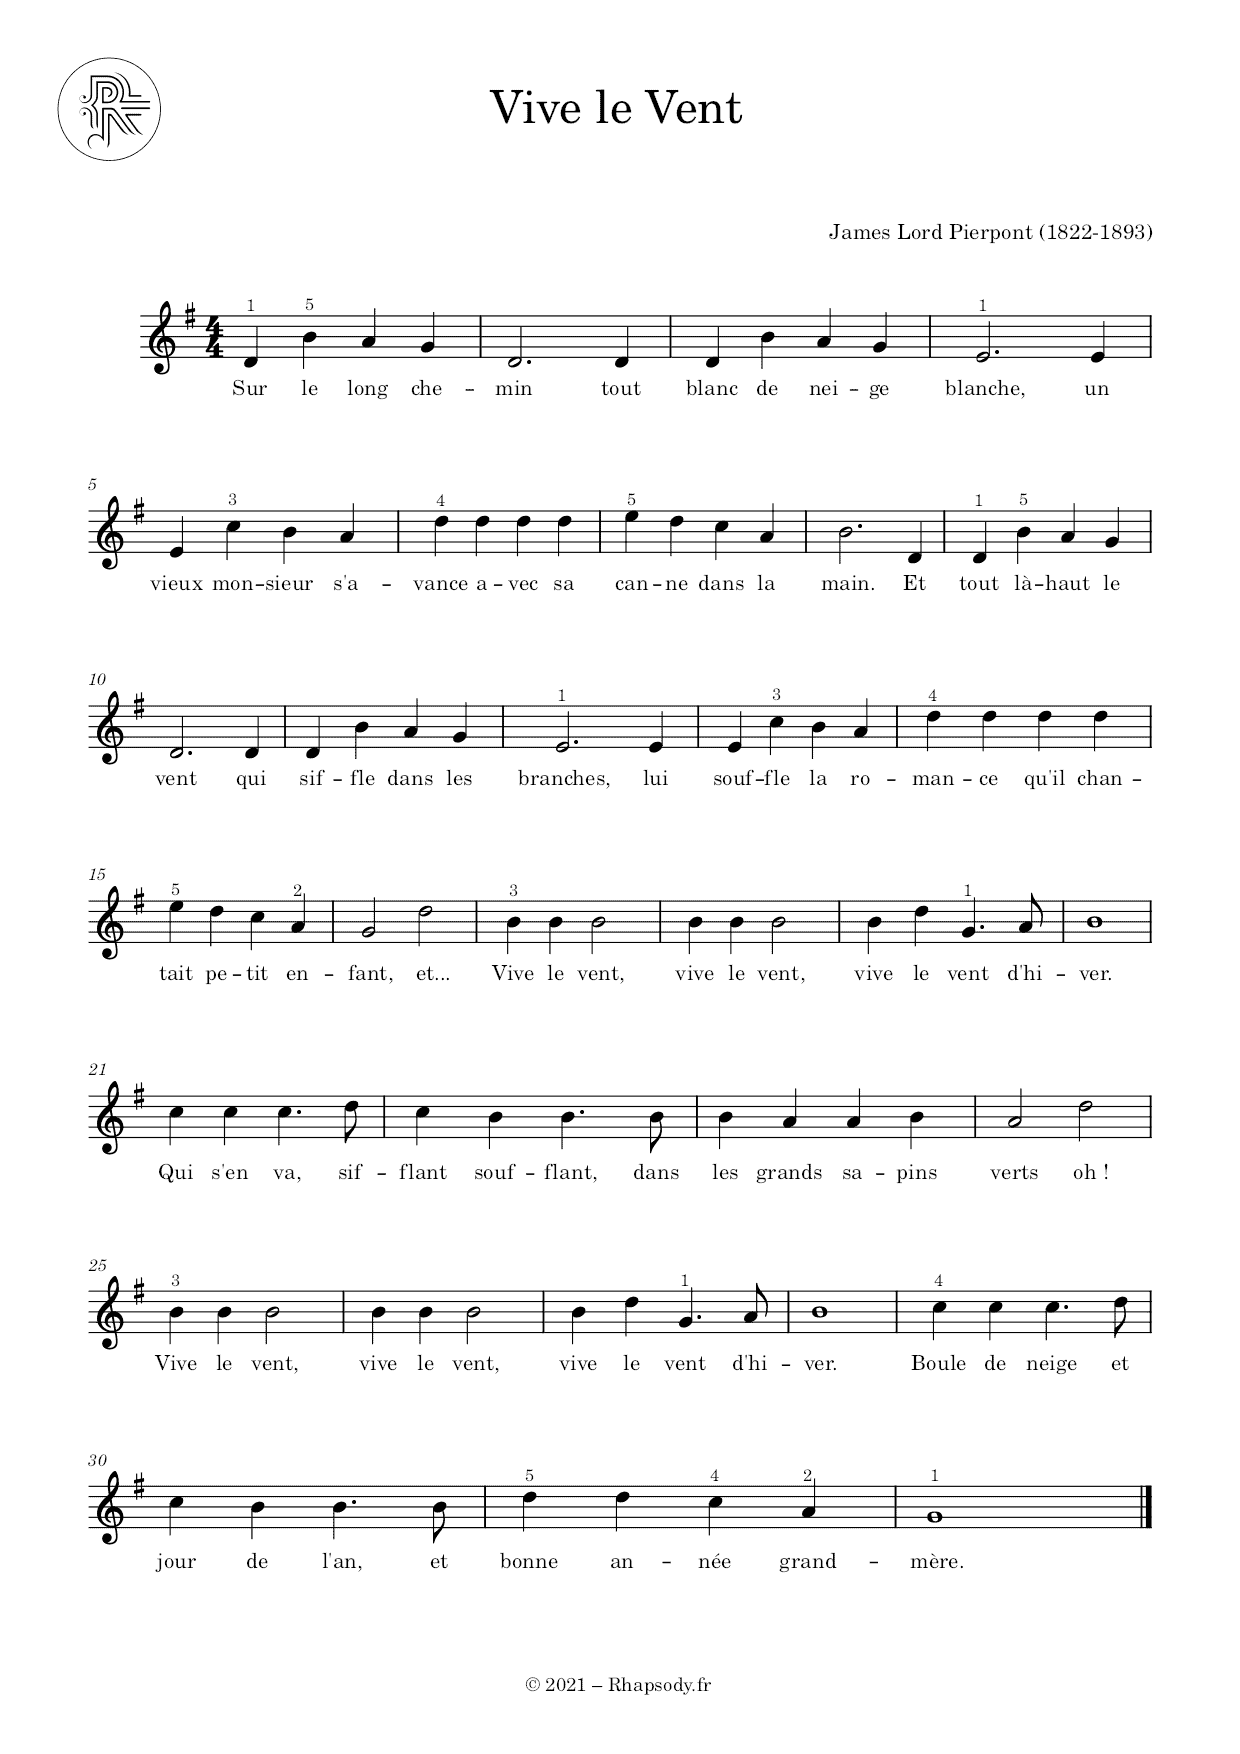 Vive le Vent
James Lord Pierpont (1822-1893)
1 5 1
4
4
Sur le long che – min tout blanc de nei – ge blanche, un
5
3 4 5 1 5
vieux mon – sieur s'a – vance a – vec sa can – ne dans la main. Et tout là – haut le
10
1 3 4
vent qui sif – fle dans les branches, lui souf – fle la ro – man – ce qu'il chan –
15
5 2 3 1
tait pe – tit en – fant, et... Vive le vent, vive le vent, vive le vent d'hi – ver.
21
Qui s'en va, sif – flant souf – flant, dans les grands sa – pins verts oh !
25
3 1 4
Vive le vent, vive le vent, vive le vent d'hi – ver. Boule de neige et
30
5 4 2 1
jour de l'an, et bonne an – née grand – mère.
© 2021 – Rhapsody.fr